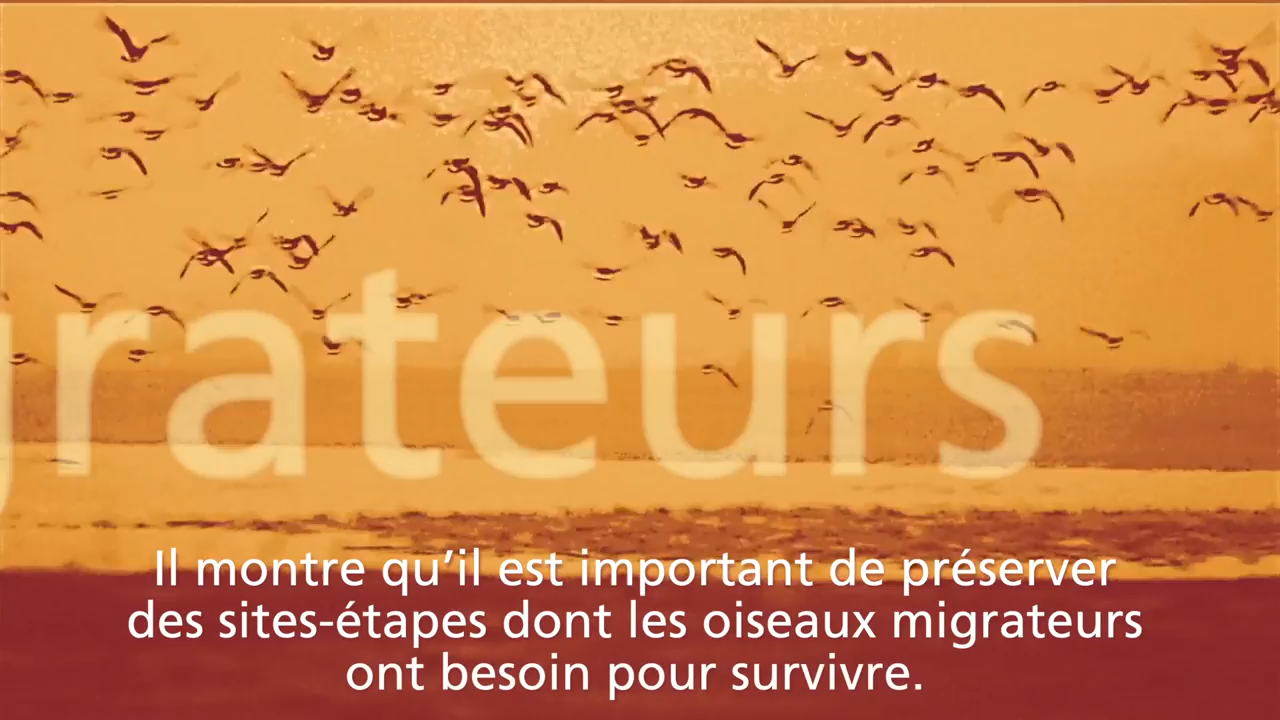 grateurs
Il montre qu’il est important de préserver
des sites-étapes dont les oiseaux migrateurs
ont besoin pour survivre.